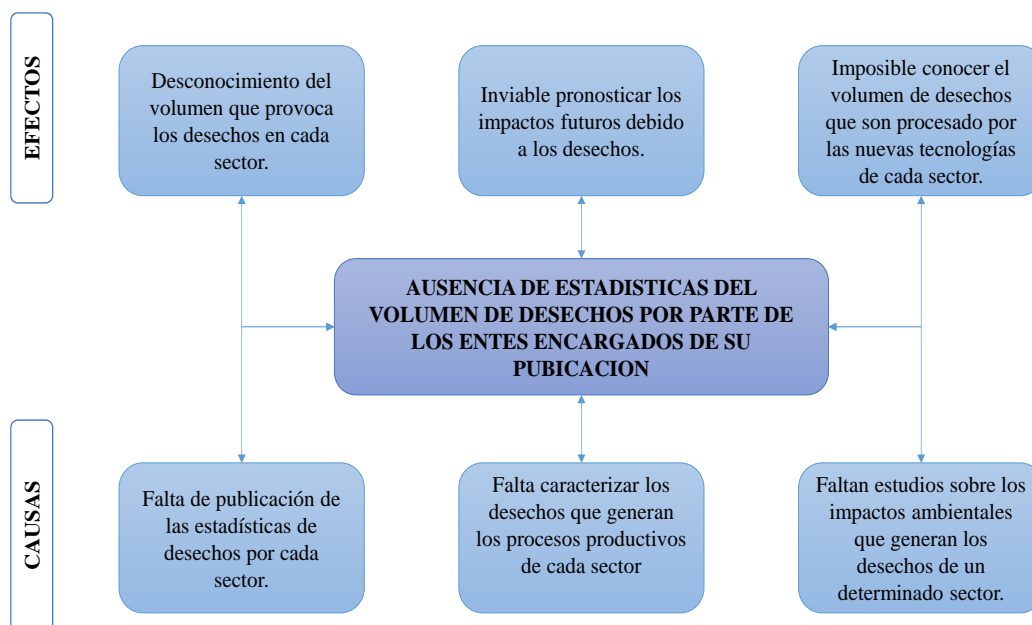 EFECTOS
Desconocimiento del
volumen que provoca
los desechos en cada
sector.
Inviable pronosticar los
impactos futuros debido
a los desechos.
Imposible conocer el
volumen de desechos
que son procesado por
las nuevas tecnologías
de cada sector.
AUSENCIA DE ESTADISTICAS DEL
VOLUMEN DE DESECHOS POR PARTE DE
LOS ENTES ENCARGADOS DE SU
PUBICACION
CAUSAS
Falta de publicación de
las estadísticas de
desechos por cada
sector.
Falta caracterizar los
desechos que generan
los procesos productivos
de cada sector
Faltan estudios sobre los
impactos ambientales
que generan los
desechos de un
determinado sector.